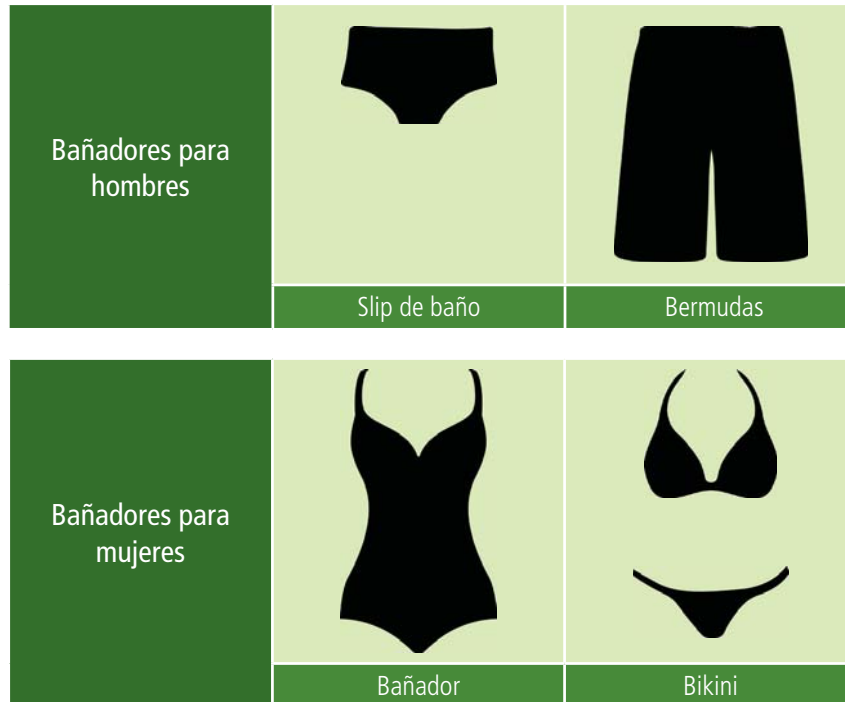 Bañadores para
hombres
Slip de baño
Bermudas
Bañadores para
mujeres
Bañador
Bikini